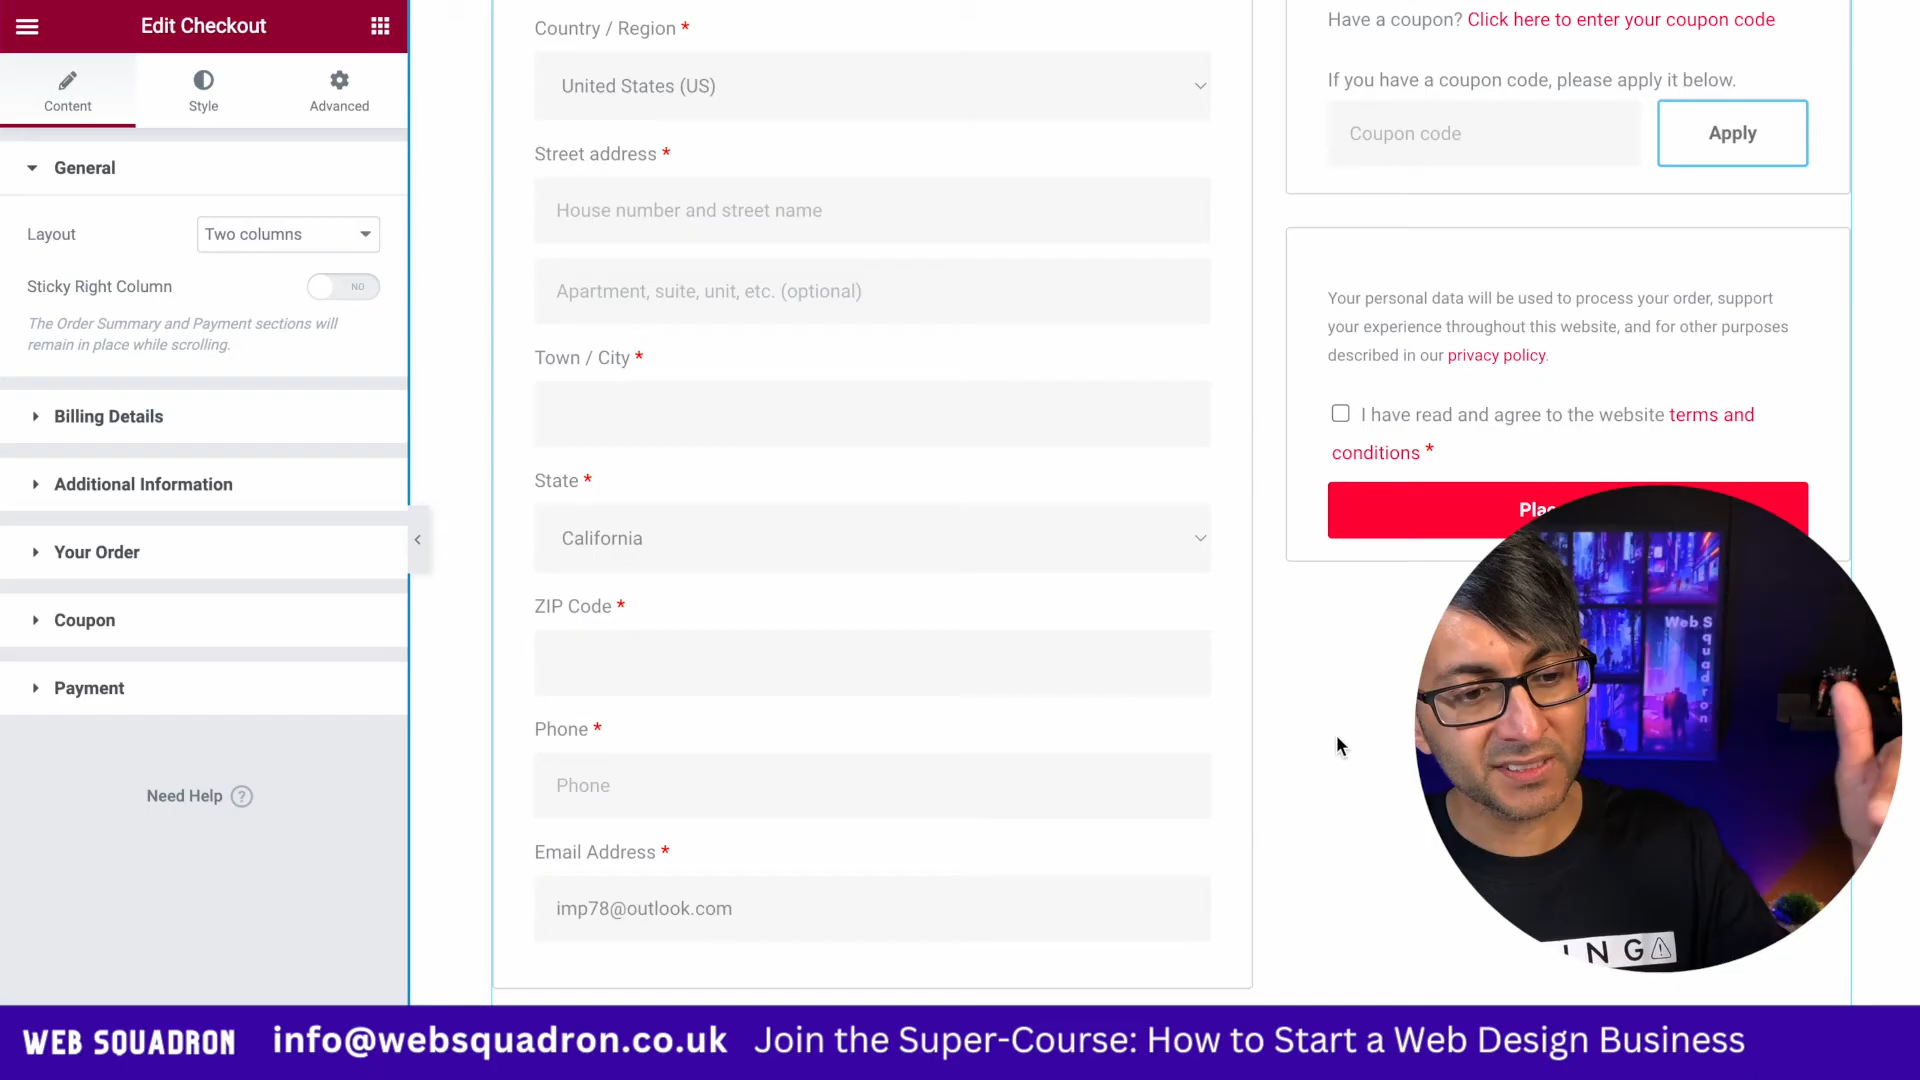 Edit Checkout
Content
Style
Advanced
General
Layout
Two columns
Sticky Right Column
NO
The Order Summary and Payment sections will
remain in place while scrolling.
Billing Details
Additional Information
Your Order
Coupon
Payment
Need Help ?
Country / Region *
United States (US)
Street address *
House number and street name
Apartment, suite, unit, etc. (optional)
Town / City *
State *
California
ZIP Code *
Phone *
Phone
Email Address *
imp78@outlook.com
Have a coupon? Click here to enter your coupon code
If you have a coupon code, please apply it below.
Coupon code
Apply
Your personal data will be used to process your order, support
your experience throughout this website, and for other purposes
described in our privacy policy.
I have read and agree to the website terms and
conditions *
Web Squadron
WEB SQUADRON
info@websquadron.co.uk
Join the Super-Course: How to Start a Web Design Business